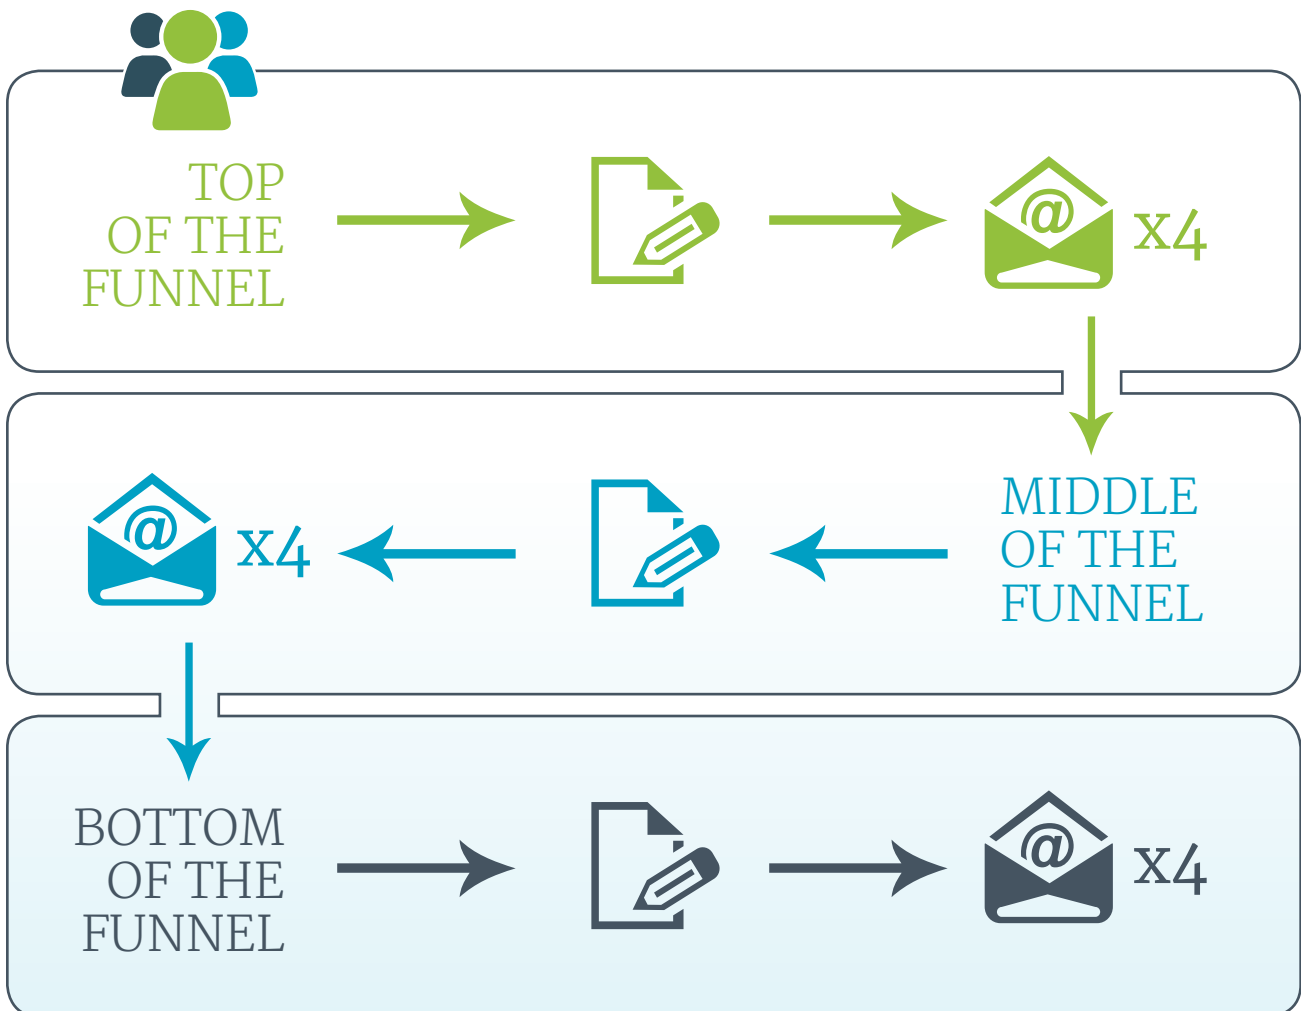 TOP
OF THE
FUNNEL
@
x4
@
x4
MIDDLE
OF THE
FUNNEL
BOTTOM
OF THE
FUNNEL
@
x4